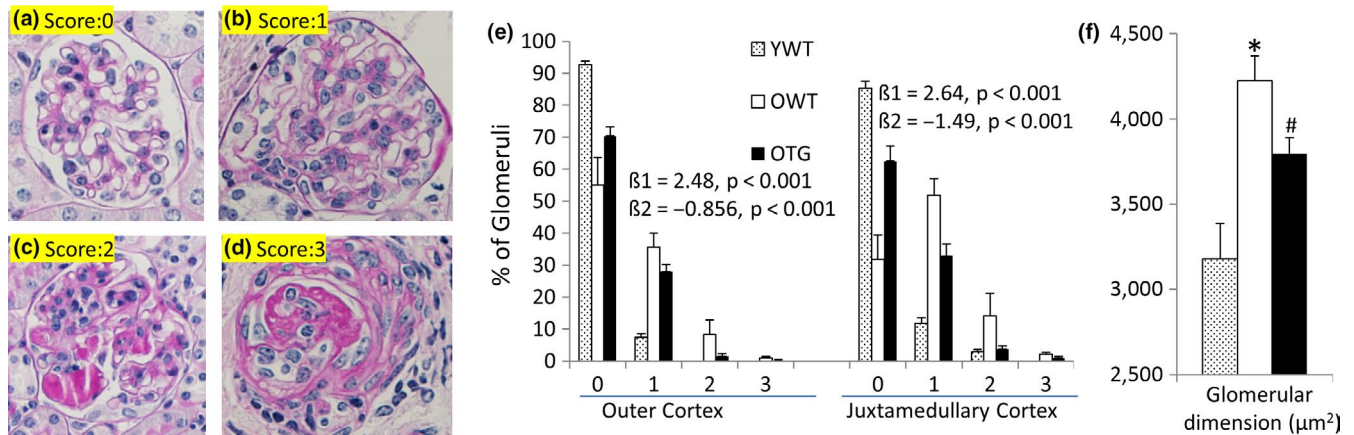 (a) Score:0
(b) Score:1
(c) Score:2
(d) Score:3
(e)
% of Glomeruli
100
90
80
70
60
50
40
30
20
10
0
YWT
OWT
OTG
ß1 = 2.48, p < 0.001
ß2 = −0.856, p < 0.001
ß1 = 2.64, p < 0.001
ß2 = −1.49, p < 0.001
0 1 2 3 0 1 2 3
Outer Cortex Juxtamedullary Cortex
(f)
4,500
4,000
3,500
3,000
2,500
*
#
Glomerular
dimension (µm²)